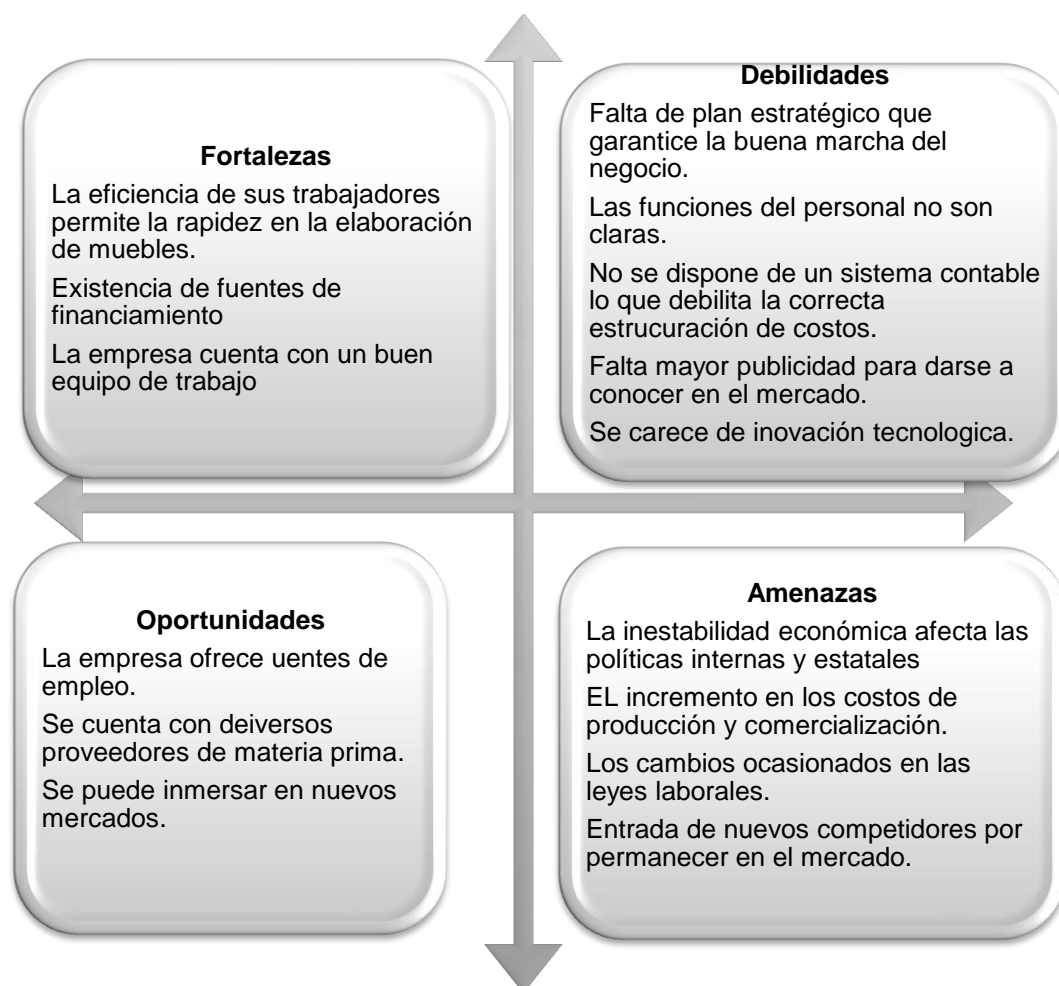 Fortalezas
La eficiencia de sus trabajadores
permite la rapidez en la elaboración
de muebles.
Existencia de fuentes de
financiamiento
La empresa cuenta con un buen
equipo de trabajo
Debilidades
Falta de plan estratégico que
garantice la buena marcha del
negocio.
Las funciones del personal no son
claras.
No se dispone de un sistema contable
lo que debilita la correcta
estrucuración de costos.
Falta mayor publicidad para darse a
conocer en el mercado.
Se carece de inovación tecnologica.
Oportunidades
La empresa ofrece uentes de
empleo.
Se cuenta con deiversos
proveedores de materia prima.
Se puede inmersar en nuevos
mercados.
Amenazas
La inestabilidad económica afecta las
políticas internas y estatales
EL incremento en los costos de
producción y comercialización.
Los cambios ocasionados en las
leyes laborales.
Entrada de nuevos competidores por
permanecer en el mercado.